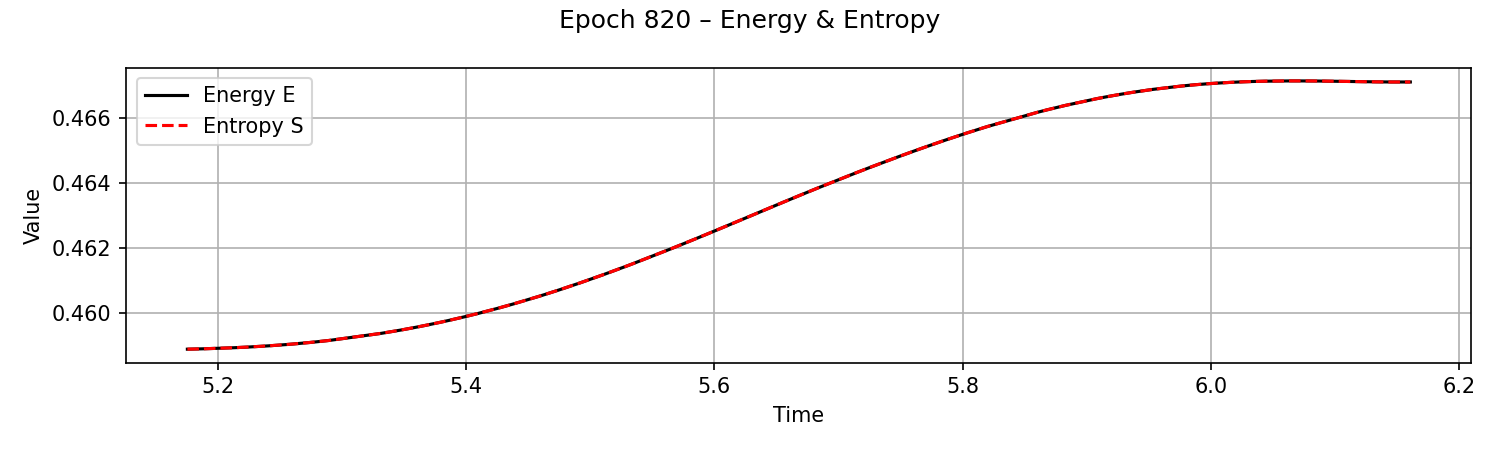 Epoch 820 – Energy & Entropy
Energy E
Entropy S
Value
0.466
0.464
0.462
0.460
5.2 5.4 5.6 5.8 6.0 6.2
Time